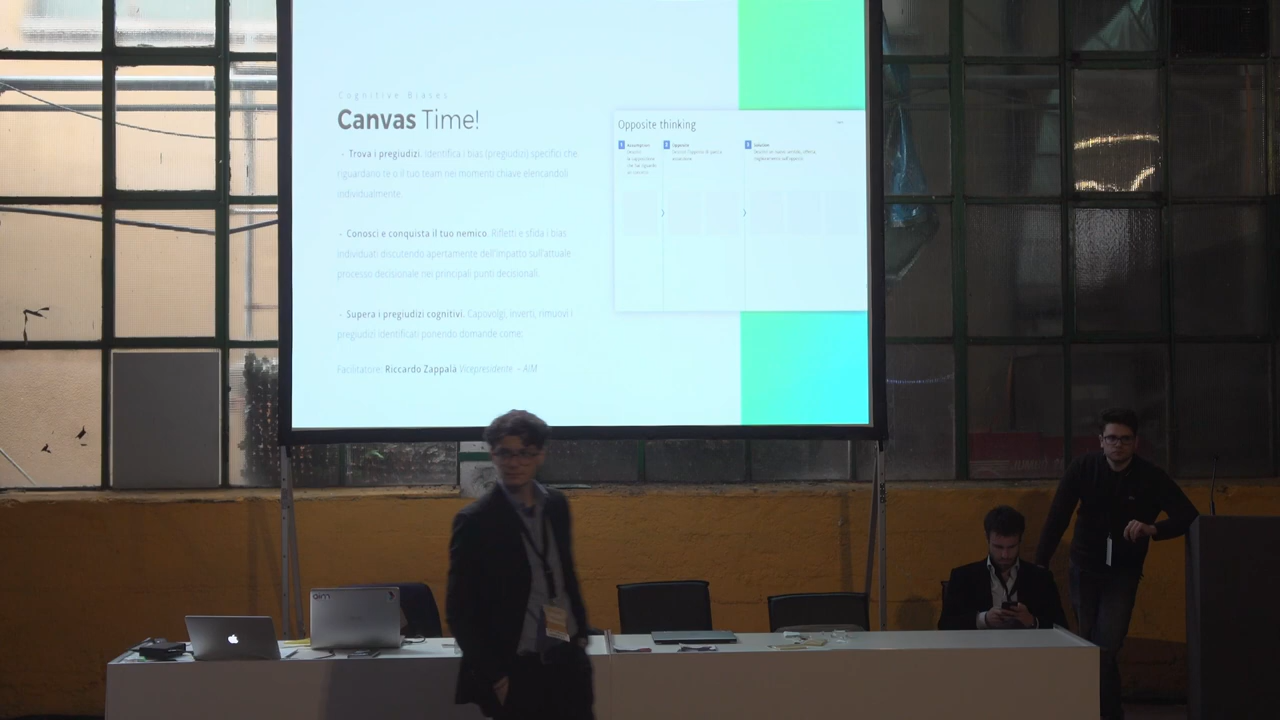 Cognitive Biases
Canvas Time!
- Trova i pregiudizi. Identifica i bias (pregiudizi) specifici che
riguardano te o il tuo team nei momenti chiave elencandoli
individualmente.
- Conosci e conquista il tuo nemico. Rifletti e sfida i bias
individuati discutendo apertamente dell'impatto sull'attuale
processo decisionale nei principali punti decisionali.
- Supera i pregiudizi cognitivi. Capovolgi, inverti, rimuovi i
pregiudizi identificati ponendo domande come:
Facilitatore: Riccardo Zappalà Vicepresidente - AIM
Opposite thinking
Assumption
Opposite
Solution